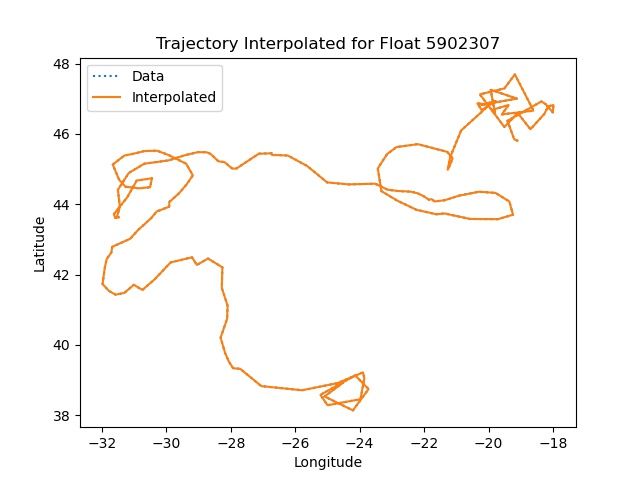 Trajectory Interpolated for Float 5902307
Data
Interpolated
48
46
44
42
40
38
Latitude
−32
−30
−28
−26
−24
−22
−20
−18
Longitude